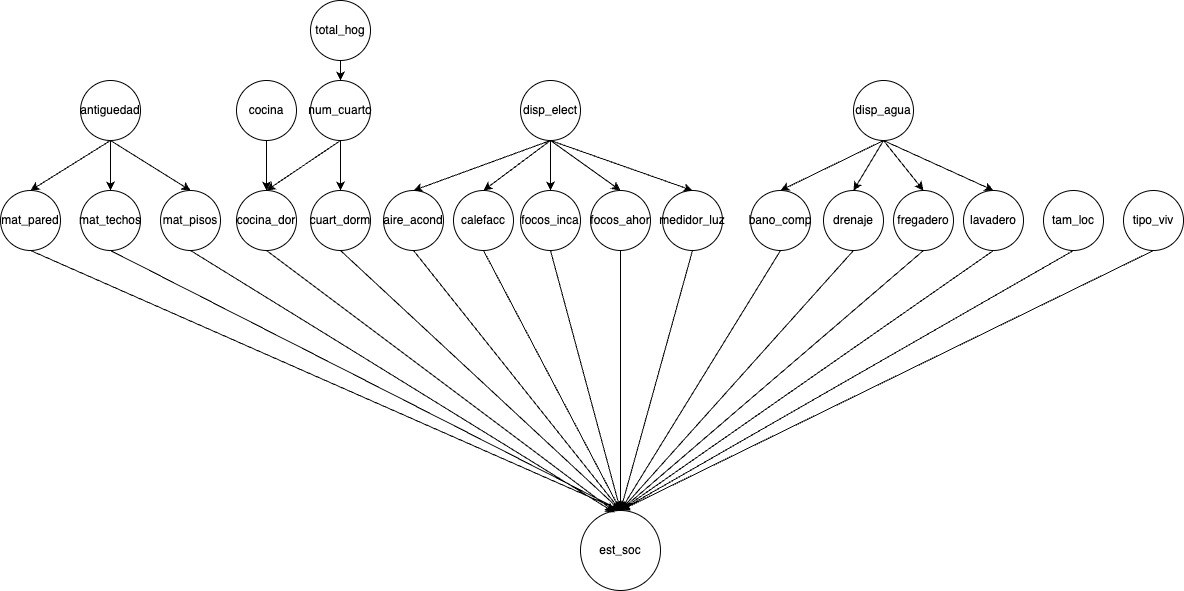 total_hog
antiguedad
cocina
num_cuarto
disp_elect
disp_agua
mat_pared
mat_techos
mat_pisos
cocina_dor
cuart_dorm
aire_acond
calefacc
focos_inca
focos_ahor
medidor_luz
bano_comp
drenaje
fregadero
lavadero
tam_loc
tipo_viv
est_soc